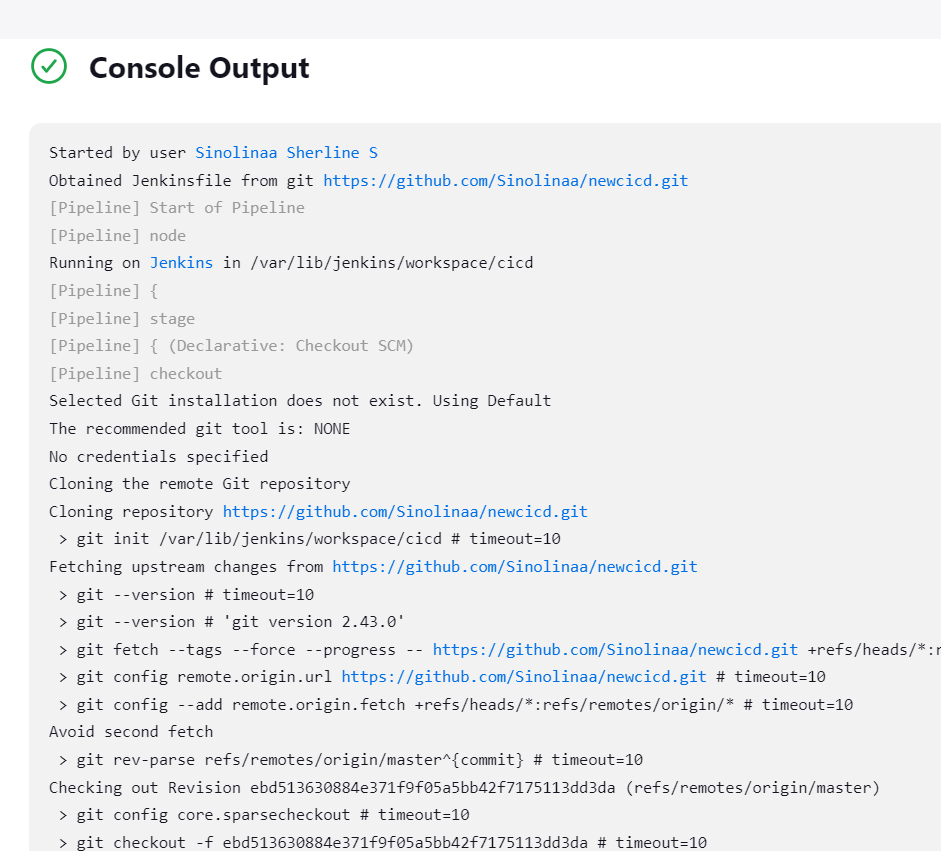 Console Output
Started by user Sinolinaa Sherline S
Obtained Jenkinsfile from git https://github.com/Sinolinaa/newcicd.git
[Pipeline] Start of Pipeline
[Pipeline] node
Running on Jenkins in /var/lib/jenkins/workspace/cicd
[Pipeline] {
[Pipeline] stage
[Pipeline] { (Declarative: Checkout SCM)
[Pipeline] checkout
Selected Git installation does not exist. Using Default
The recommended git tool is: NONE
No credentials specified
Cloning the remote Git repository
Cloning repository https://github.com/Sinolinaa/newcicd.git
 > git init /var/lib/jenkins/workspace/cicd # timeout=10
Fetching upstream changes from https://github.com/Sinolinaa/newcicd.git
 > git --version # timeout=10
 > git --version # 'git version 2.43.0'
 > git fetch --tags --force --progress -- https://github.com/Sinolinaa/newcicd.git +refs/heads/*:r
 > git config remote.origin.url https://github.com/Sinolinaa/newcicd.git # timeout=10
 > git config --add remote.origin.fetch +refs/heads/*:refs/remotes/origin/* # timeout=10
Avoid second fetch
 > git rev-parse refs/remotes/origin/master^{commit} # timeout=10
Checking out Revision ebd513630884e371f9f05a5bb42f7175113dd3da (refs/remotes/origin/master)
 > git config core.sparsecheckout # timeout=10
 > git checkout -f ebd513630884e371f9f05a5bb42f7175113dd3da # timeout=10